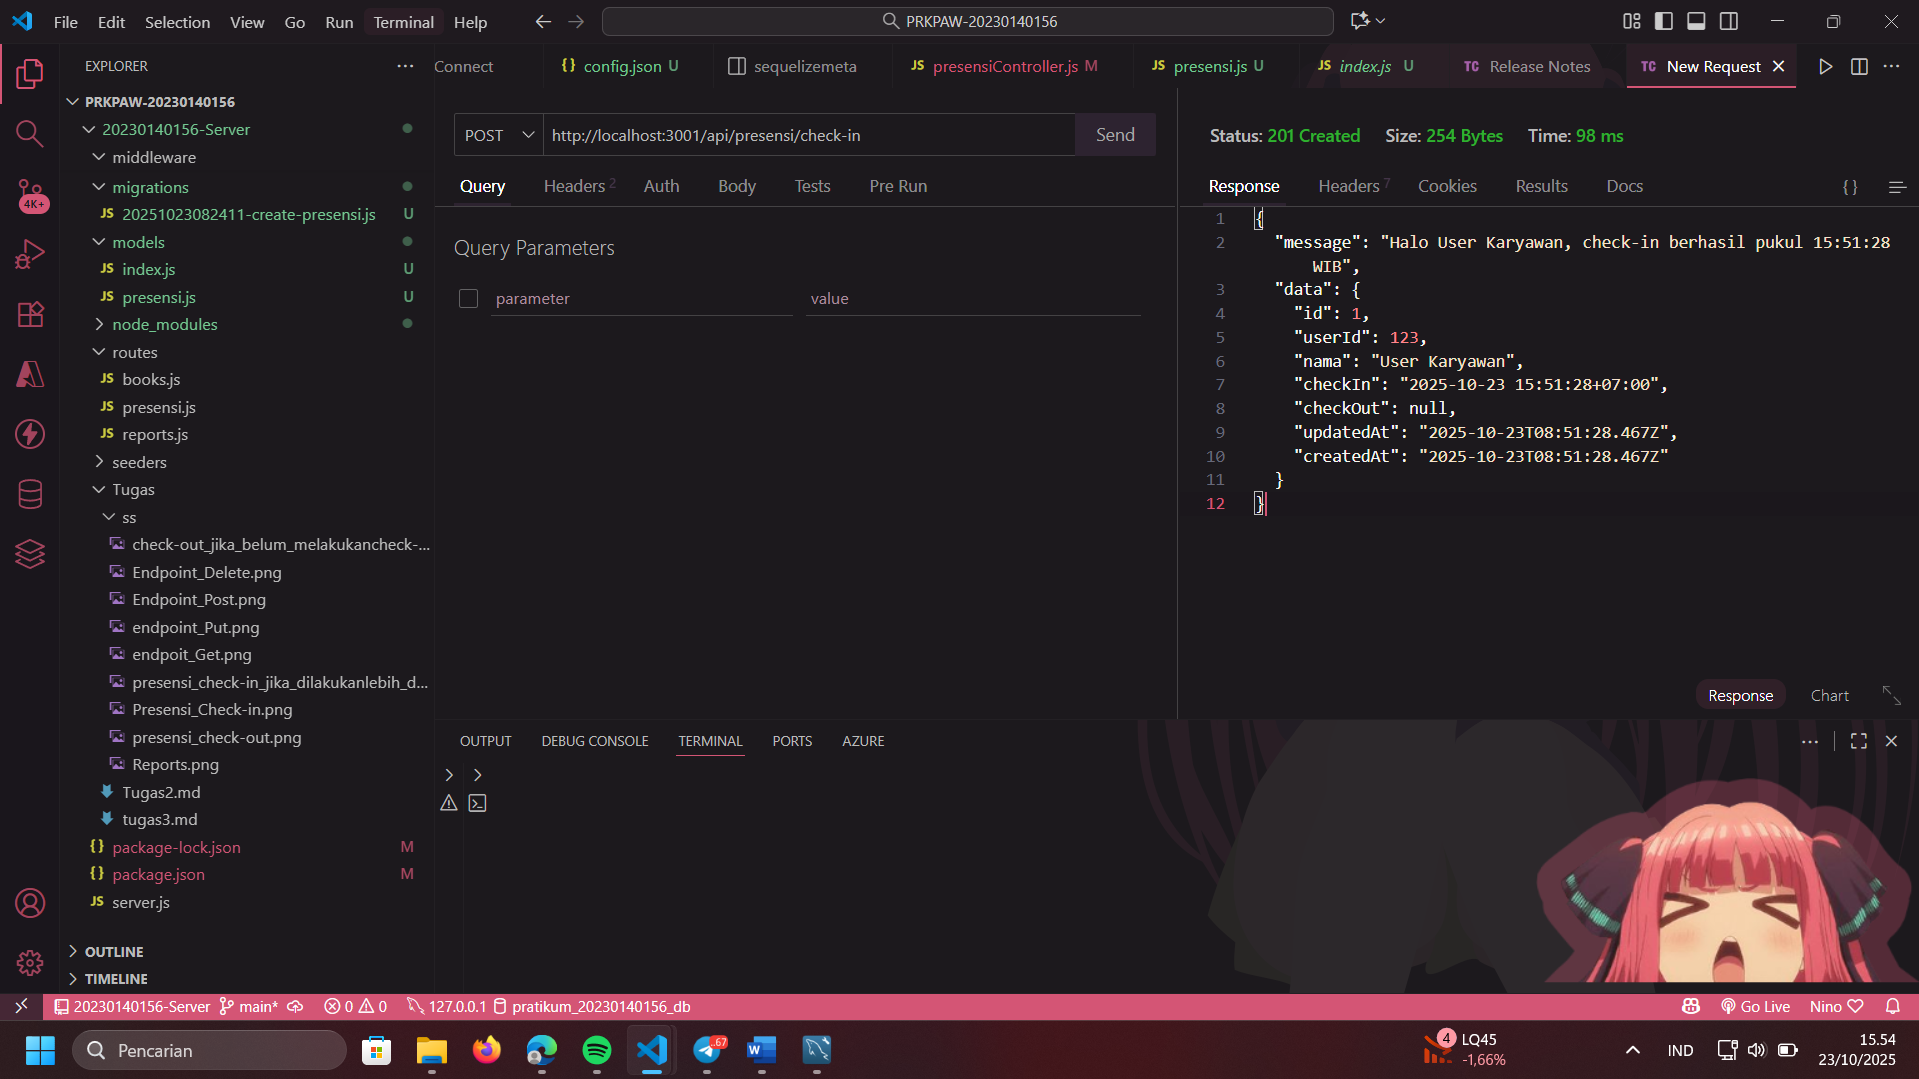 File Edit Selection View Go Run Terminal Help
PRKPAW-20230140156
EXPLORER
PRKPAW-20230140156
20230140156-Server
middleware
migrations
JS 20251023082411-create-presensi.js U
models
JS index.js U
JS presensi.js U
node_modules
routes
JS books.js
JS presensi.js
JS reports.js
seeders
Tugas
ss
check-out_jika_belum_melakukancheck-...
Endpoint_Delete.png
Endpoint_Post.png
endpoint_Put.png
endpoit_Get.png
presensi_check-in_jika_dilakukanlebih_d...
Presensi_Check-in.png
presensi_check-out.png
Reports.png
Tugas2.md
tugas3.md
{} package-lock.json M
{} package.json M
JS server.js
OUTLINE
TIMELINE
4K+
Connect {} config.json U sequelizemeta JS presensiController.js M JS presensi.js U JS index.js U TC Release Notes TC New Request
POST http://localhost:3001/api/presensi/check-in Send
Query Headers 2 Auth Body Tests Pre Run
Query Parameters
parameter value
Status: 201 Created Size: 254 Bytes Time: 98 ms
Response Headers 7 Cookies Results Docs {}
1 {
2 "message": "Halo User Karyawan, check-in berhasil pukul 15:51:28
WIB",
3 "data": {
4 "id": 1,
5 "userId": 123,
6 "nama": "User Karyawan",
7 "checkIn": "2025-10-23 15:51:28+07:00",
8 "checkOut": null,
9 "updatedAt": "2025-10-23T08:51:28.467Z",
10 "createdAt": "2025-10-23T08:51:28.467Z"
11 }
12 }
Response Chart
OUTPUT DEBUG CONSOLE TERMINAL PORTS AZURE
20230140156-Server main* 0 0 127.0.0.1 pratikum_20230140156_db Go Live Nino
Pencarian
.67
4 LQ45
-1,66%
IND
15.54
23/10/2025